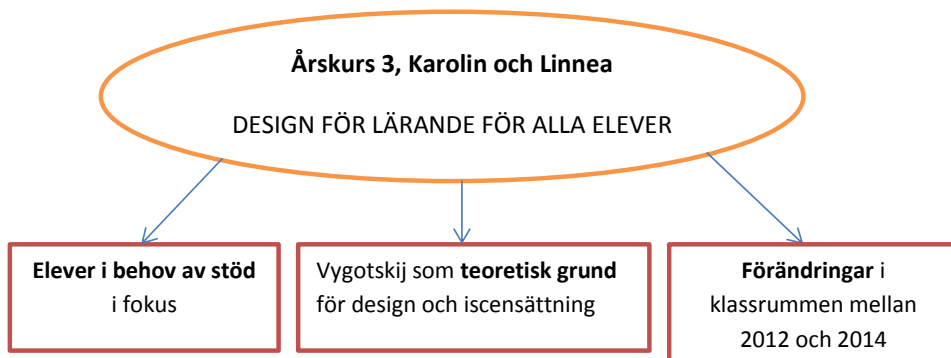 Årskurs 3, Karolin och Linnea
DESIGN FÖR LÄRANDE FÖR ALLA ELEVER
Elever i behov av stöd
i fokus
Vygotskij som teoretisk grund
för design och iscensättning
Förändringar i
klassrummen mellan
2012 och 2014